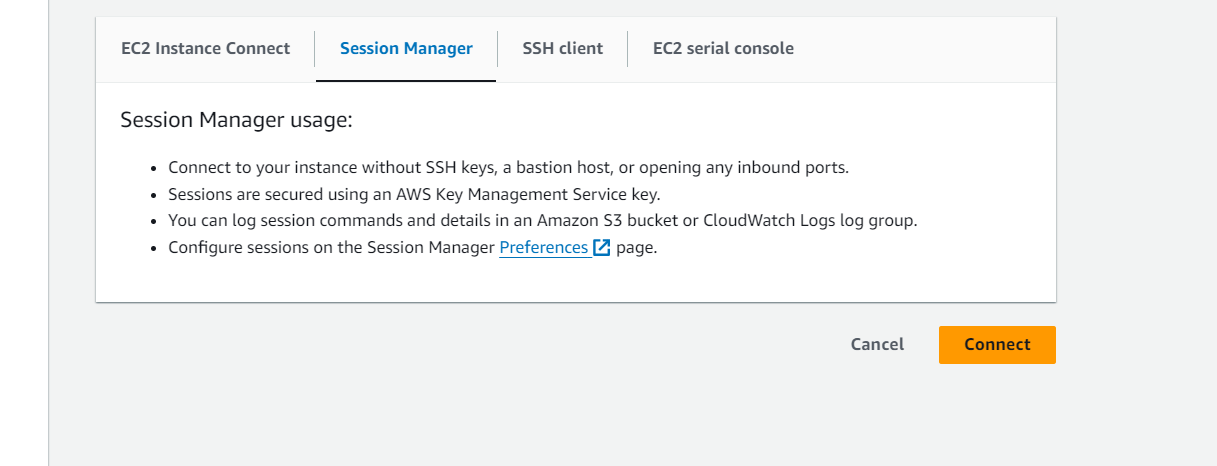 EC2 Instance Connect
Session Manager
SSH client
EC2 serial console
Session Manager usage:
• Connect to your instance without SSH keys, a bastion host, or opening any inbound ports.
• Sessions are secured using an AWS Key Management Service key.
• You can log session commands and details in an Amazon S3 bucket or CloudWatch Logs log group.
• Configure sessions on the Session Manager Preferences page.
Cancel
Connect